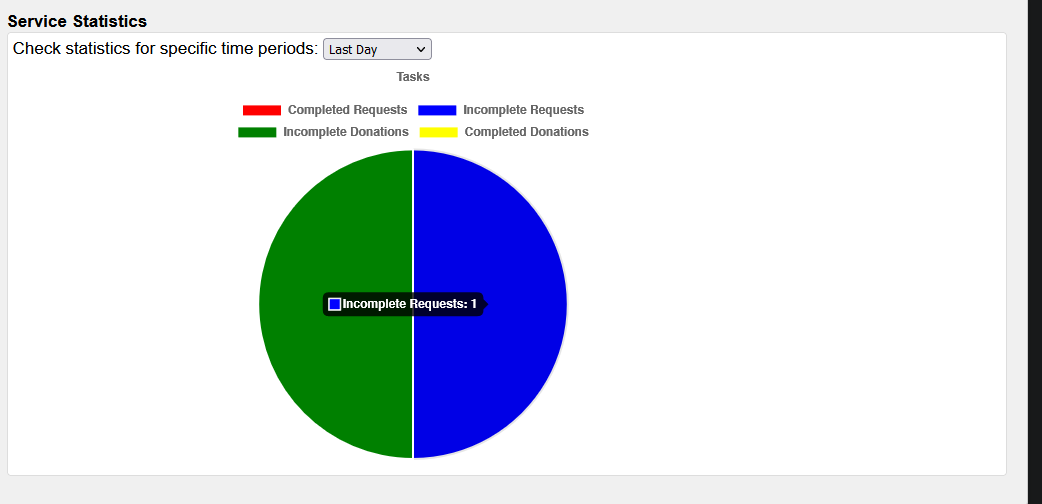 Service Statistics
Check statistics for specific time periods: Last Day
Tasks
Completed Requests Incomplete Requests
Incomplete Donations Completed Donations
Incomplete Requests: 1